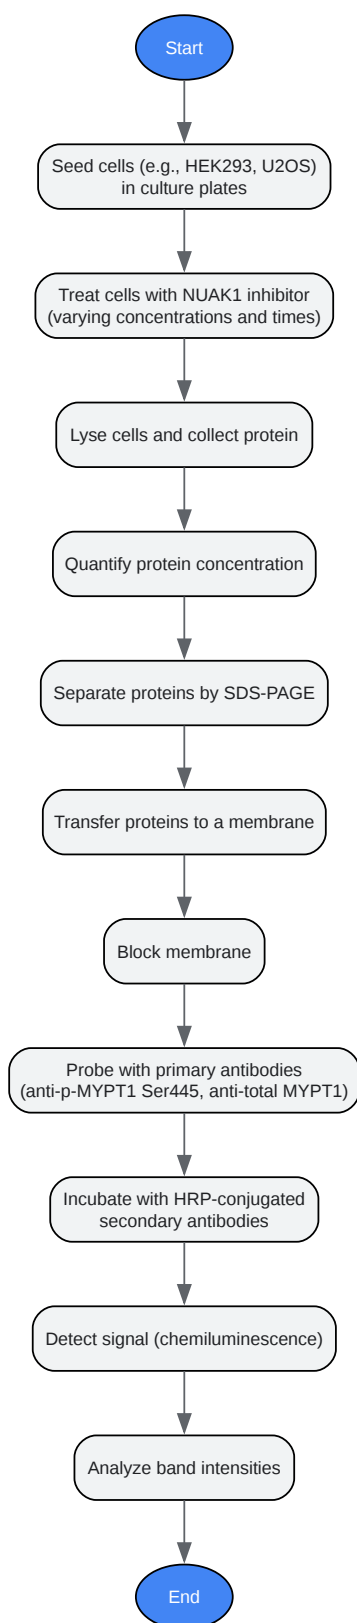 Start
Seed cells (e.g., HEK293, U2OS)
in culture plates
Treat cells with NUAK1 inhibitor
(varying concentrations and times)
Lyse cells and collect protein
Quantify protein concentration
Separate proteins by SDS-PAGE
Transfer proteins to a membrane
Block membrane
Probe with primary antibodies
(anti-p-MYPT1 Ser445, anti-total MYPT1)
Incubate with HRP-conjugated
secondary antibodies
Detect signal (chemiluminescence)
Analyze band intensities
End